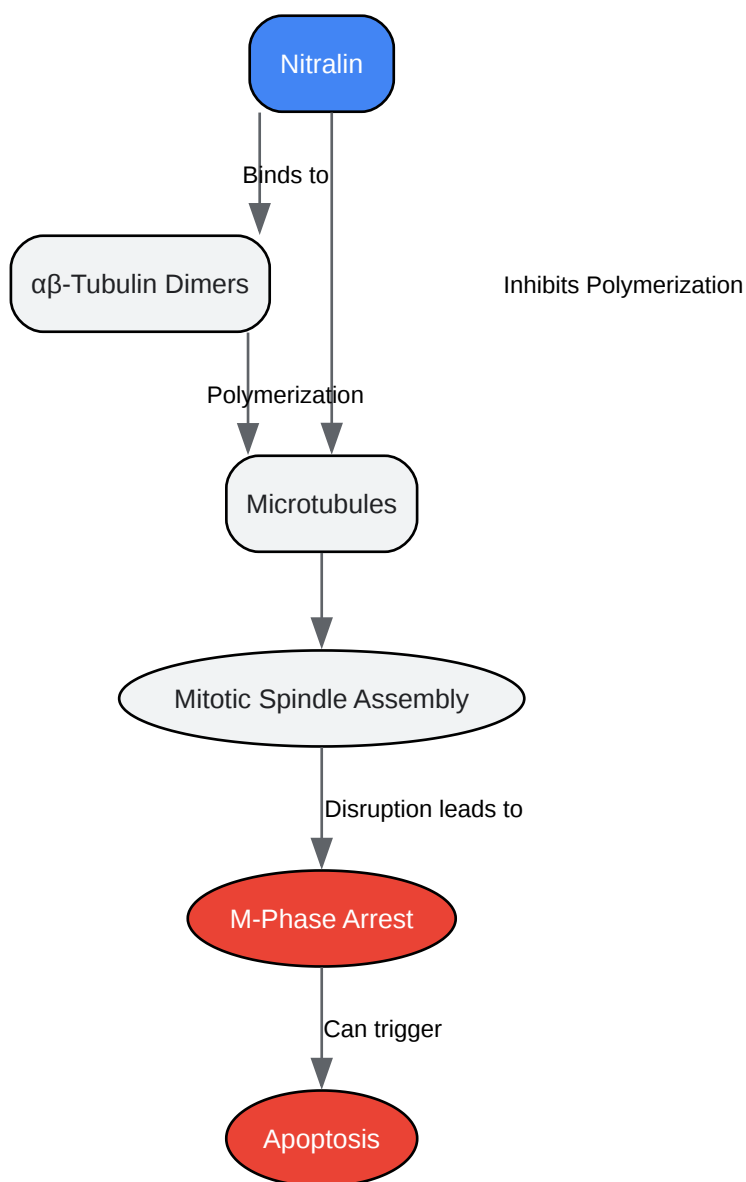 Nitralin
Binds to
αβ-Tubulin Dimers
Inhibits Polymerization
Polymerization
Microtubules
Mitotic Spindle Assembly
Disruption leads to
M-Phase Arrest
Can trigger
Apoptosis